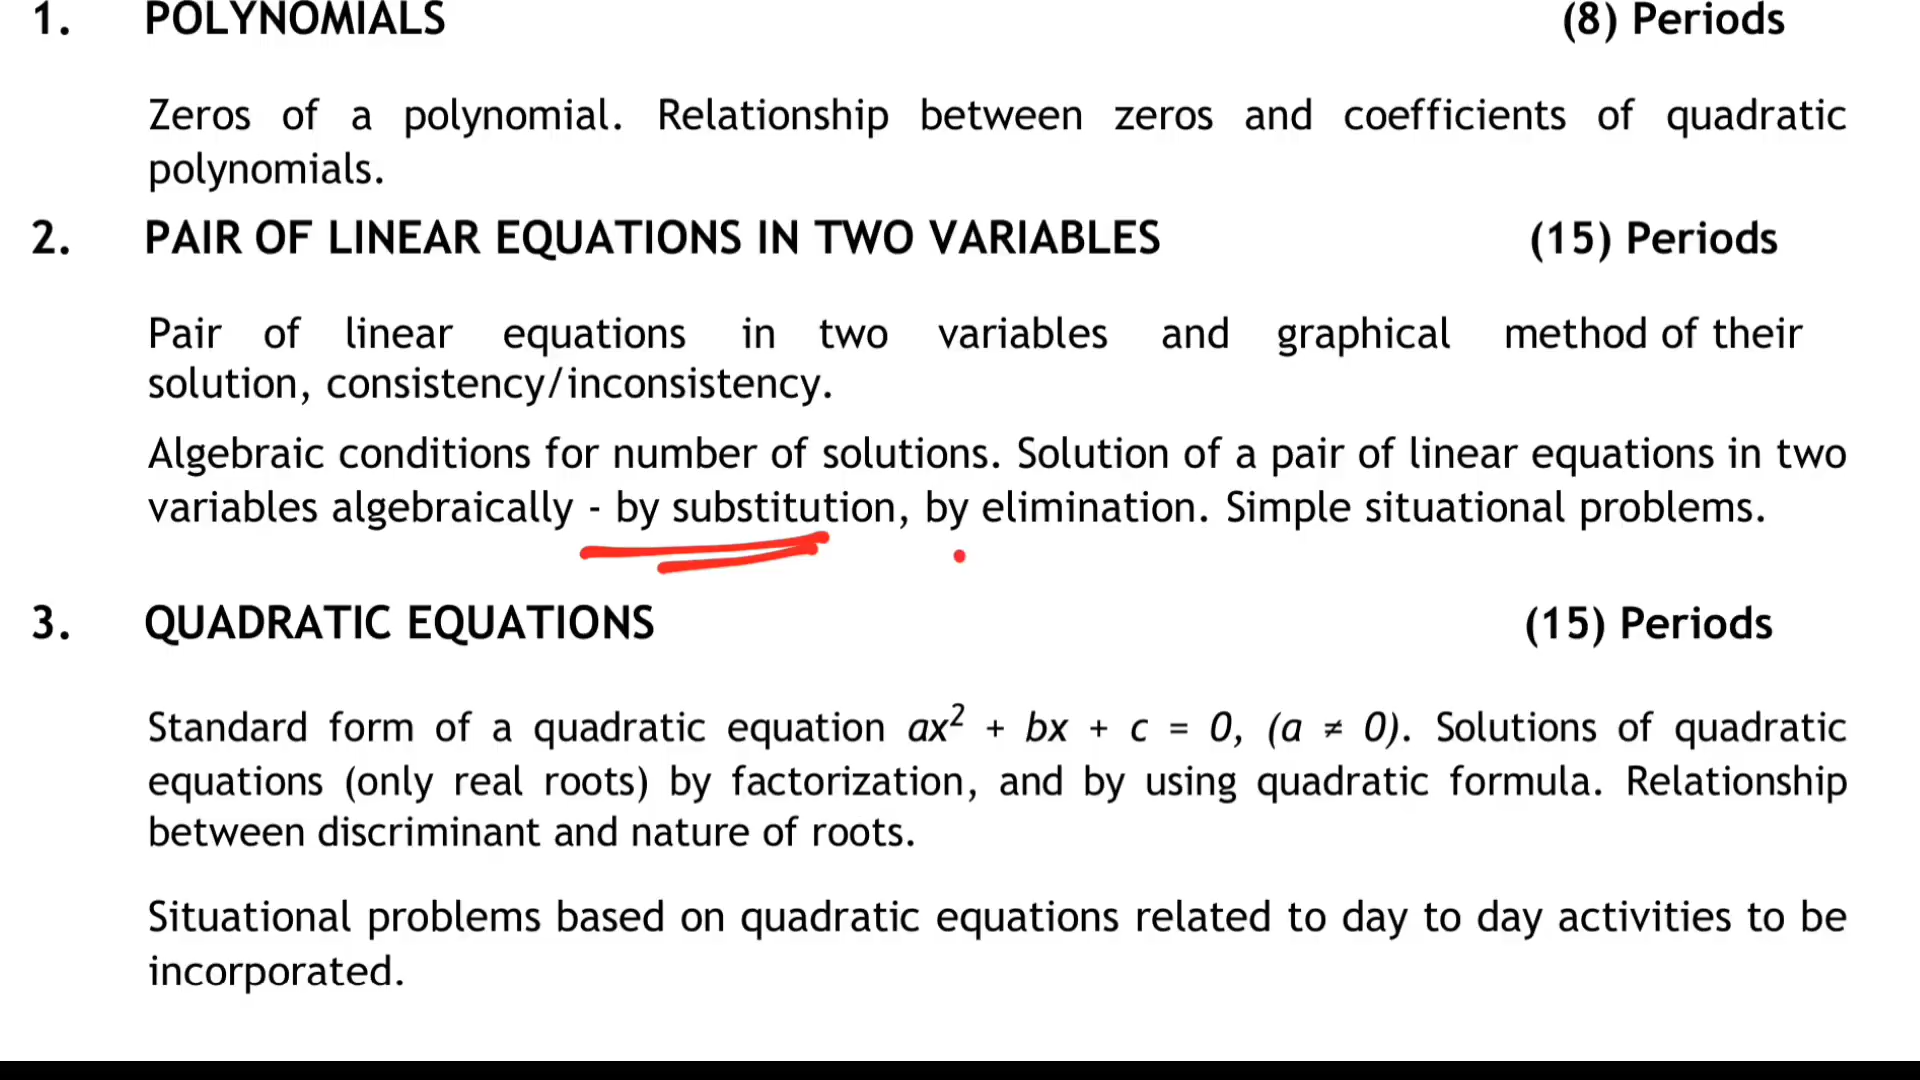 1. POLYNOMIALS (8) Periods
Zeros of a polynomial. Relationship between zeros and coefficients of quadratic
polynomials.
2. PAIR OF LINEAR EQUATIONS IN TWO VARIABLES (15) Periods
Pair of linear equations in two variables and graphical method of their
solution, consistency/inconsistency.
Algebraic conditions for number of solutions. Solution of a pair of linear equations in two
variables algebraically - by substitution, by elimination. Simple situational problems.
3. QUADRATIC EQUATIONS (15) Periods
Standard form of a quadratic equation ax² + bx + c = 0, (a ≠ 0). Solutions of quadratic
equations (only real roots) by factorization, and by using quadratic formula. Relationship
between discriminant and nature of roots.
Situational problems based on quadratic equations related to day to day activities to be
incorporated.